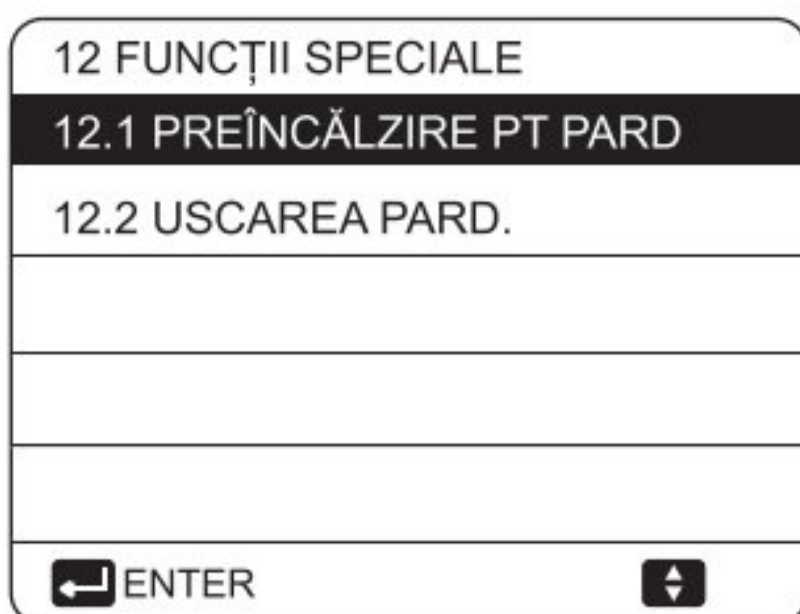 12 FUNCȚII SPECIALE
12.1 PREÎNCĂLZIRE PT PARD
12.2 USCAREA PARD.
ENTER